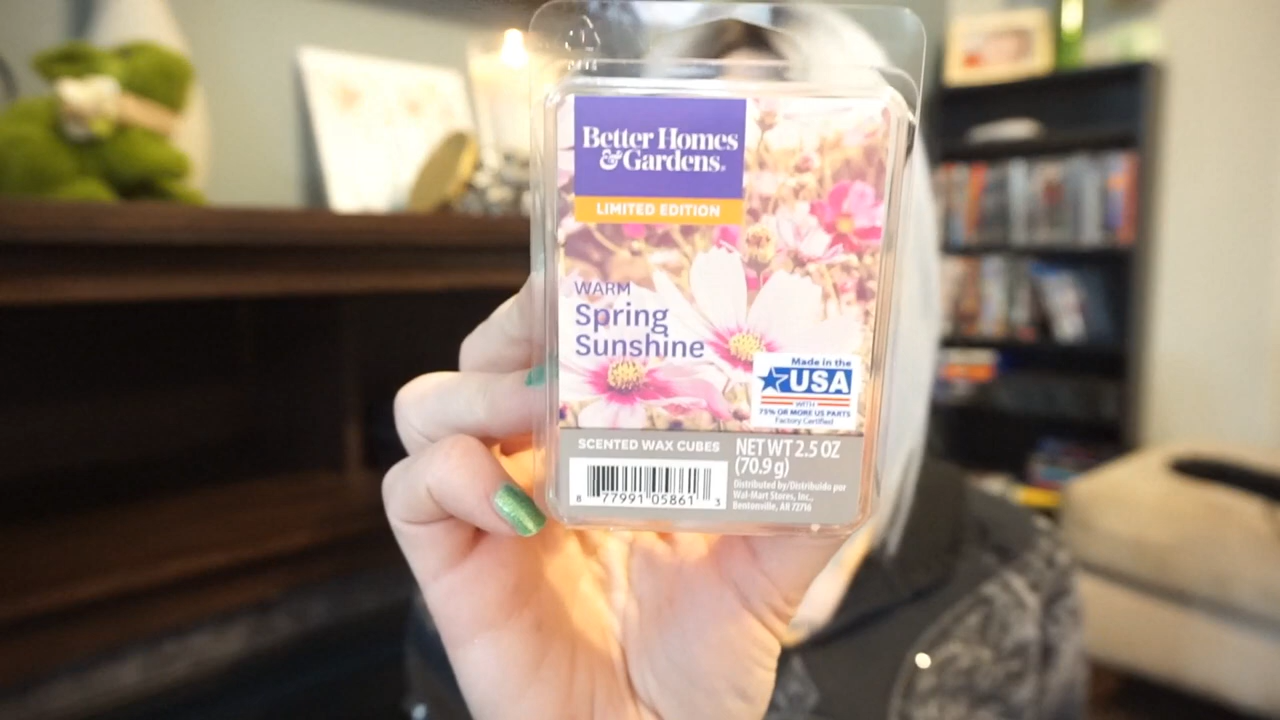 Better Homes
& Gardens®
LIMITED EDITION
WARM
Spring
Sunshine
Made in the
USA
WITH
75% OR MORE US PARTS
Factory Certified
SCENTED WAX CUBES
NET WT 2.5 OZ
(70.9 g)
Distributed by/Distribuido por
Wal-Mart Stores, Inc.,
Bentonville, AR 72716
8 77991 05861 3